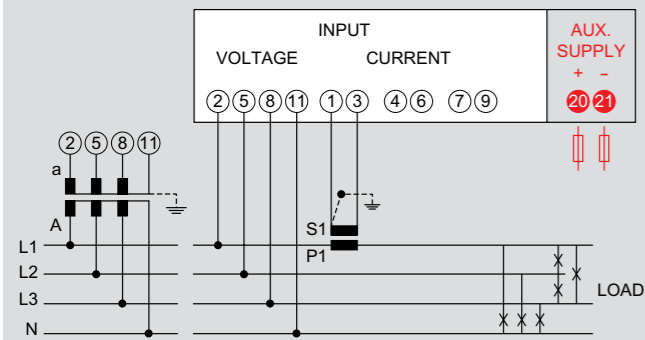 INPUT
AUX.
SUPPLY
VOLTAGE CURRENT
+ -
2 5 8 11 1 3 4 6 7 9 20 21
2 5 8 11
a
A
S1
P1
L1
L2
L3
N
LOAD